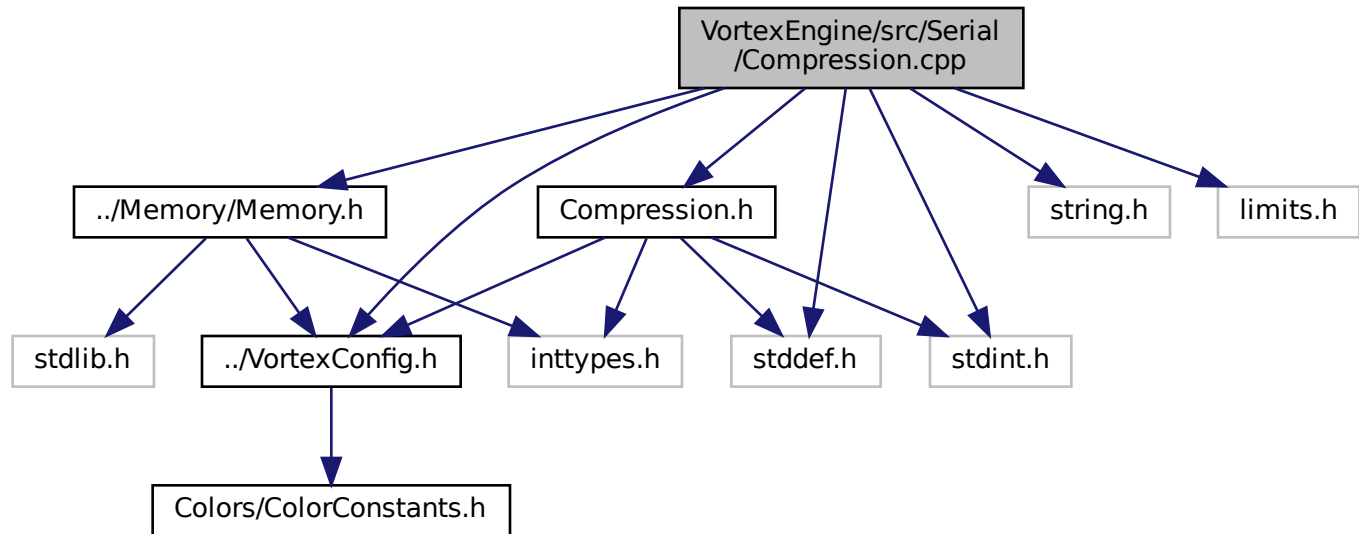 VortexEngine/src/Serial
/Compression.cpp
../Memory/Memory.h
Compression.h
string.h
limits.h
stdlib.h
../VortexConfig.h
inttypes.h
stddef.h
stdint.h
Colors/ColorConstants.h